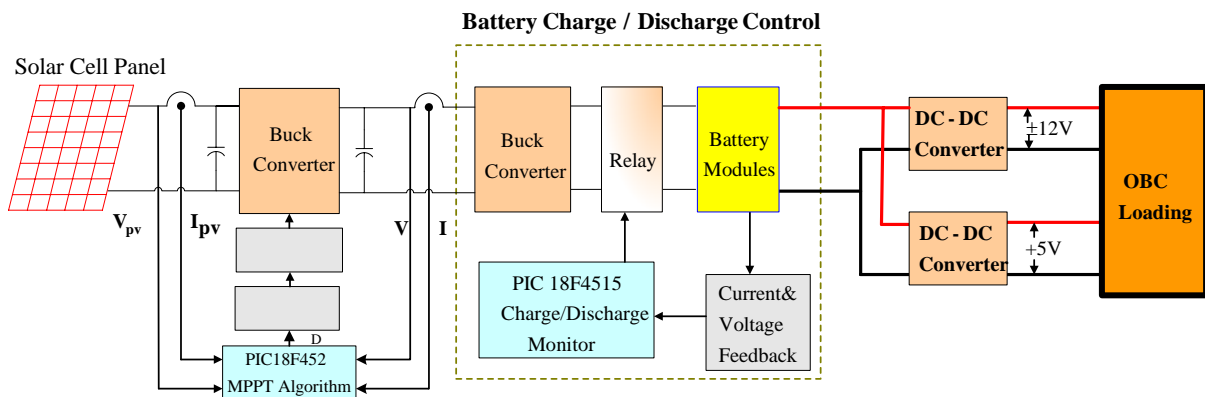 Battery Charge / Discharge Control
Solar Cell Panel
Buck
Converter
Buck
Converter
Relay
Battery
Modules
DC - DC
Converter
±12V
OBC
Loading
DC - DC
Converter
+5V
Vpv
Ipv
V
I
PIC 18F4515
Charge/Discharge
Monitor
Current&
Voltage
Feedback
D
PIC18F452
MPPT Algorithm